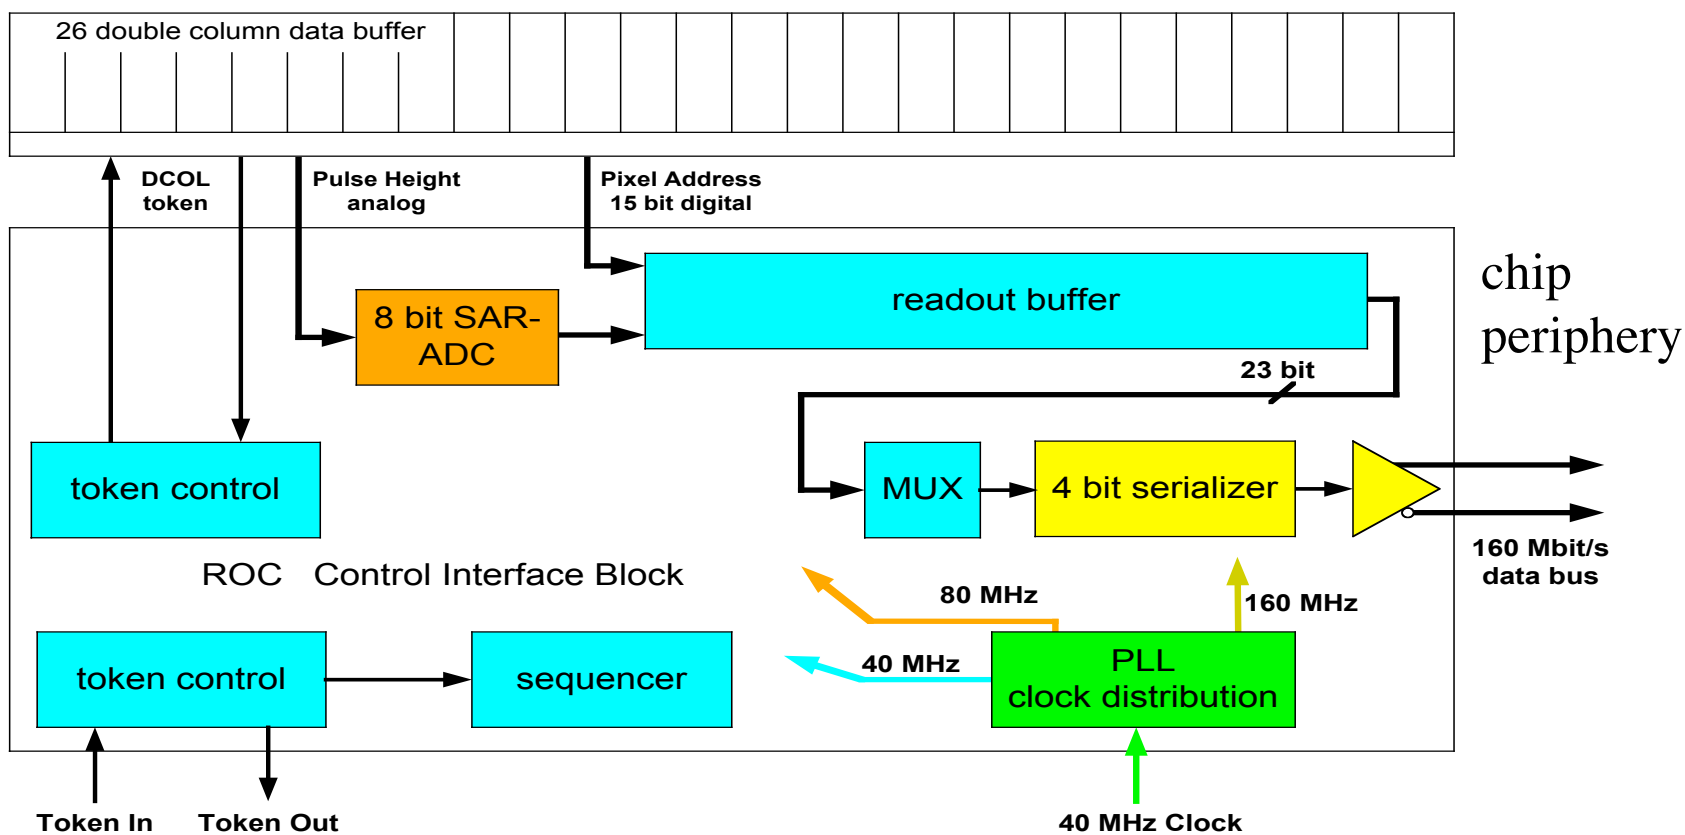 26 double column data buffer
DCOL
token
Pulse Height
analog
Pixel Address
15 bit digital
chip
periphery
readout buffer
8 bit SAR-
ADC
23 bit
token control
MUX
4 bit serializer
160 Mbit/s
data bus
ROC Control Interface Block
80 MHz
160 MHz
40 MHz
token control
sequencer
PLL
clock distribution
Token In
Token Out
40 MHz Clock